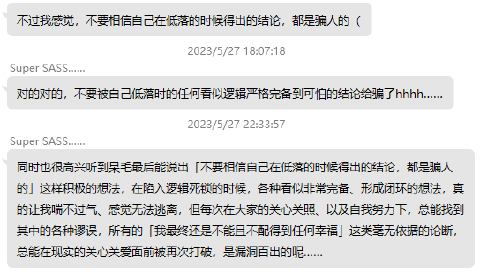 不过我感觉，不要相信自己在低落的时候得出的结论，都是骗人的（
2023/5/27 18:07:18
Super SASS......
对的对的，不要被自己低落时的任何看似逻辑严格完备到可怕的结论给骗了hhhh……
2023/5/27 22:33:57
Super SASS......
同时也很高兴听到呆毛最后能说出「不要相信自己在低落的时候得出的结论，都是骗人
的」这样积极的想法，在陷入逻辑死锁的时候，各种看似非常完备、形成闭环的想法，真
的让我喘不过气、感觉无法逃离，但每次在大家的关心关照、以及自我努力下，总能找到
其中的各种谬误，所有的「我最终还是不能且不配得到任何幸福」这类毫无依据的论断，
总能在现实的关心关爱面前被再次打破，是漏洞百出的呢……